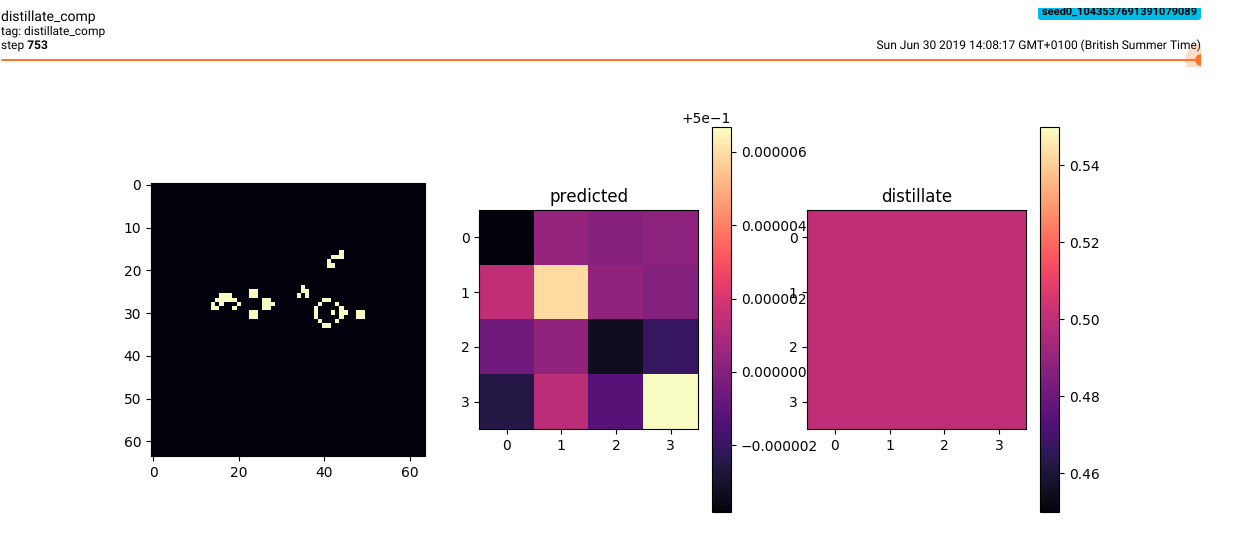 distillate_comp
tag: distillate_comp
step 753
seed0_1043537691391079089
Sun Jun 30 2019 14:08:17 GMT+0100 (British Summer Time)
0
10
20
30
40
50
60
0 20 40 60
predicted
0
1
2
3
0 1 2 3
+5e−1
0.000006
0.000004
0.000002
0.000000
−0.000002
distillate
0
1
2
3
0 1 2 3
0.54
0.52
0.50
0.48
0.46